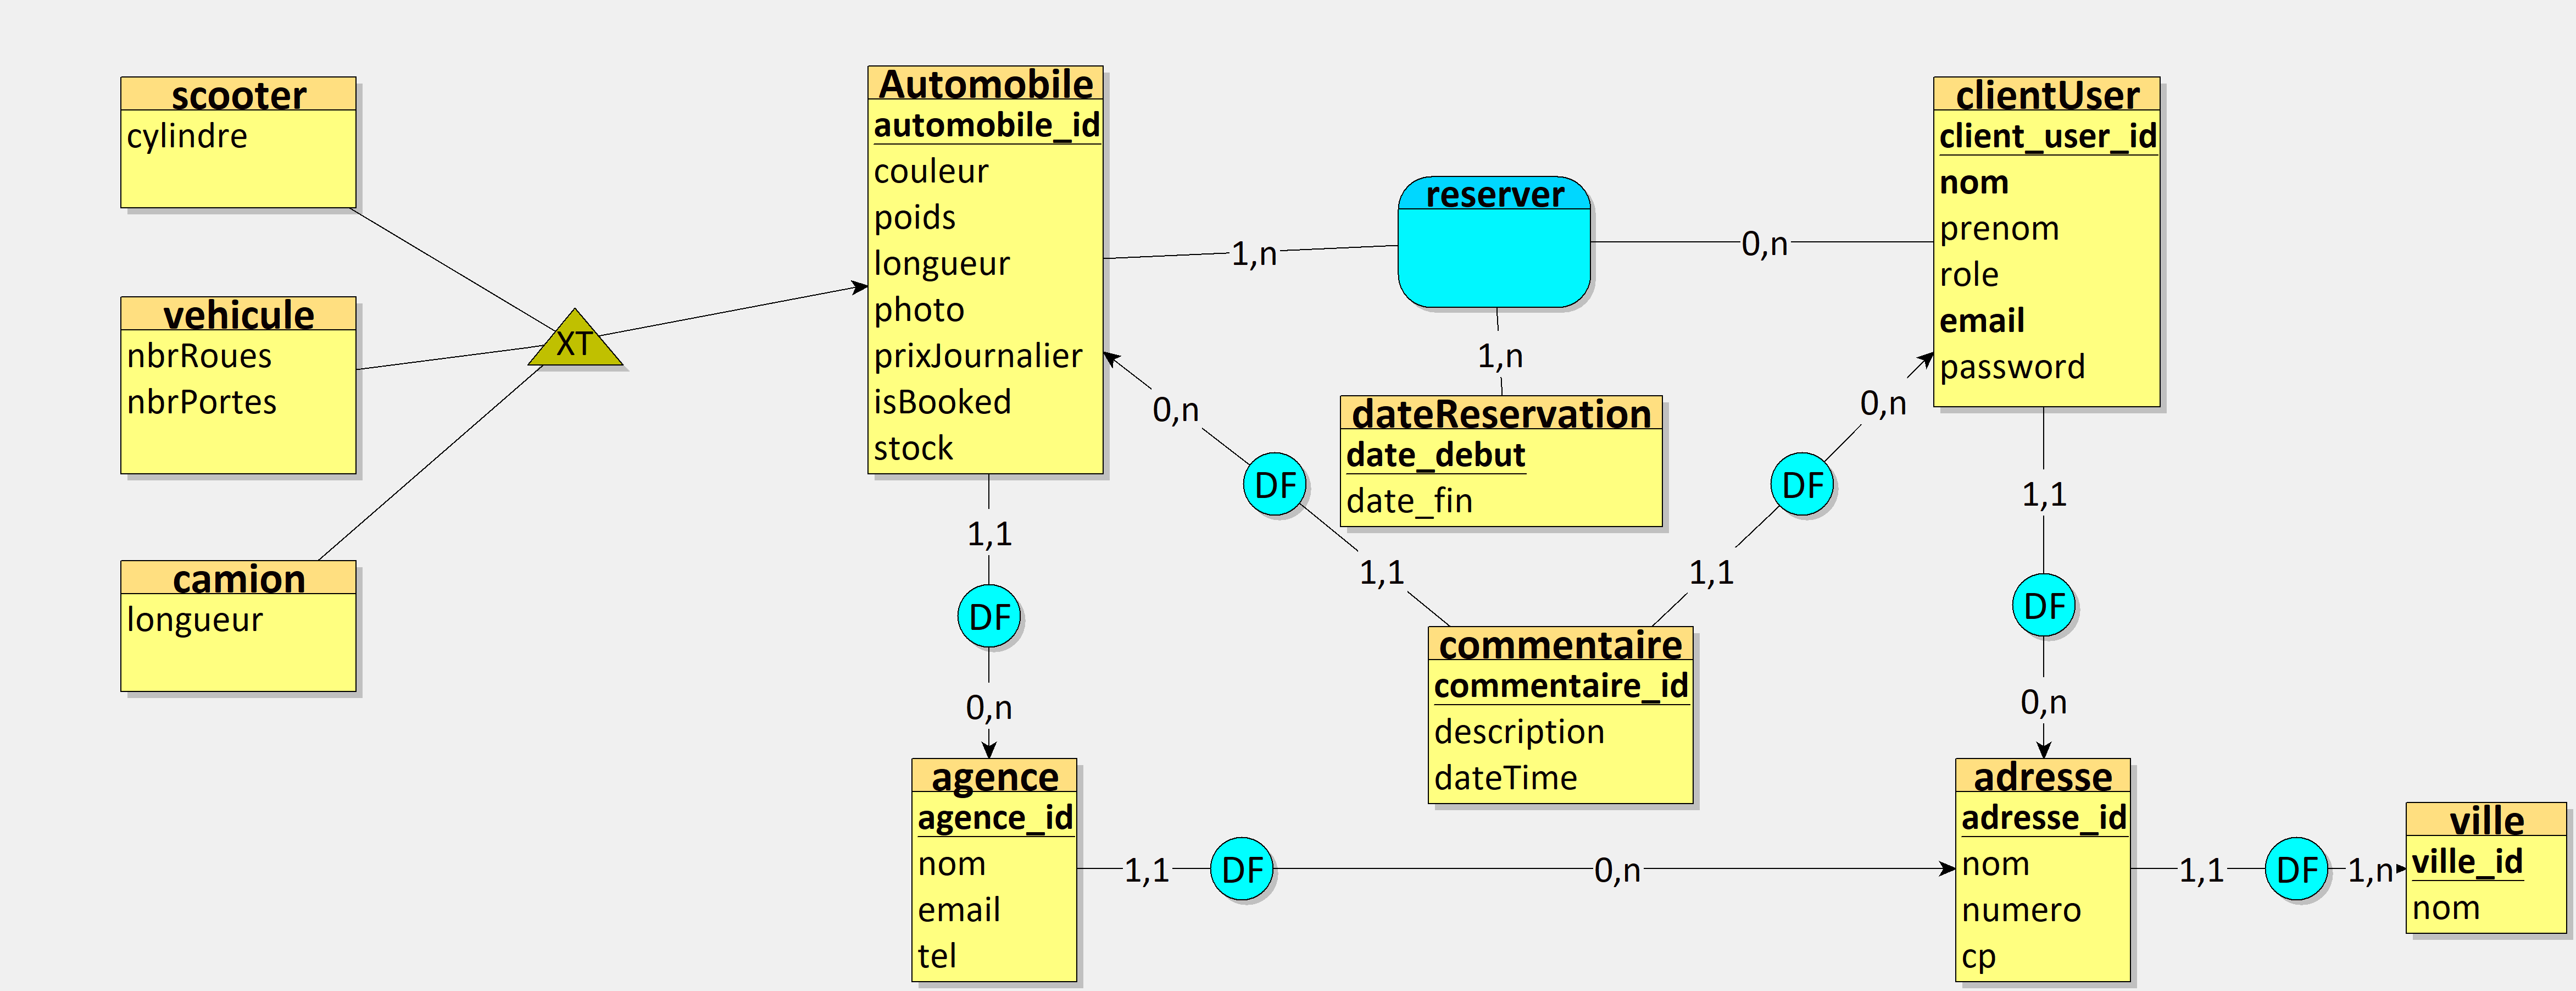 scooter
cylindre
vehicule
nbrRoues
nbrPortes
camion
longueur
XT
Automobile
automobile_id
couleur
poids
longueur
photo
prixJournalier
isBooked
stock
1,n
reserver
0,n
1,n
dateReservation
date_debut
date_fin
clientUser
client_user_id
nom
prenom
role
email
password
0,n
DF
1,1
0,n
DF
1,1
commentaire
commentaire_id
description
dateTime
1,1
DF
0,n
agence
agence_id
nom
email
tel
1,1
DF
0,n
1,1
DF
0,n
adresse
adresse_id
nom
numero
cp
1,1
DF
1,n
ville
ville_id
nom